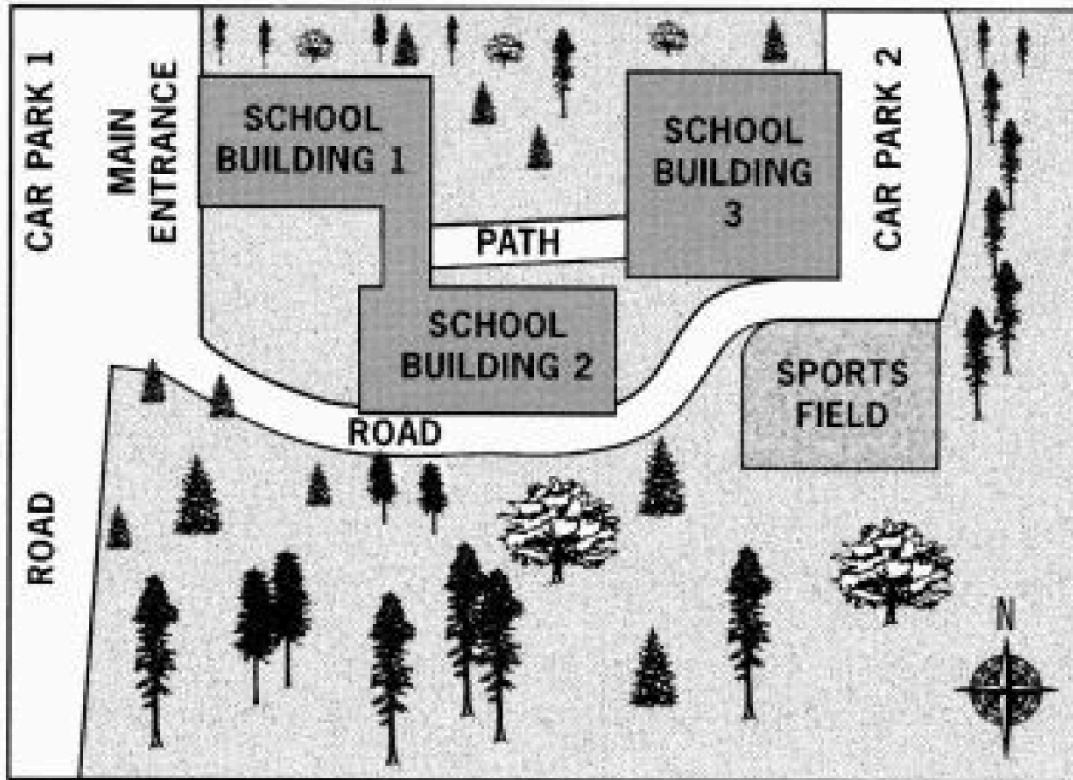 CAR PARK 1
MAIN
ENTRANCE
SCHOOL
BUILDING 1
SCHOOL
BUILDING
3
CAR PARK 2
PATH
SCHOOL
BUILDING 2
SPORTS
FIELD
ROAD
ROAD
N